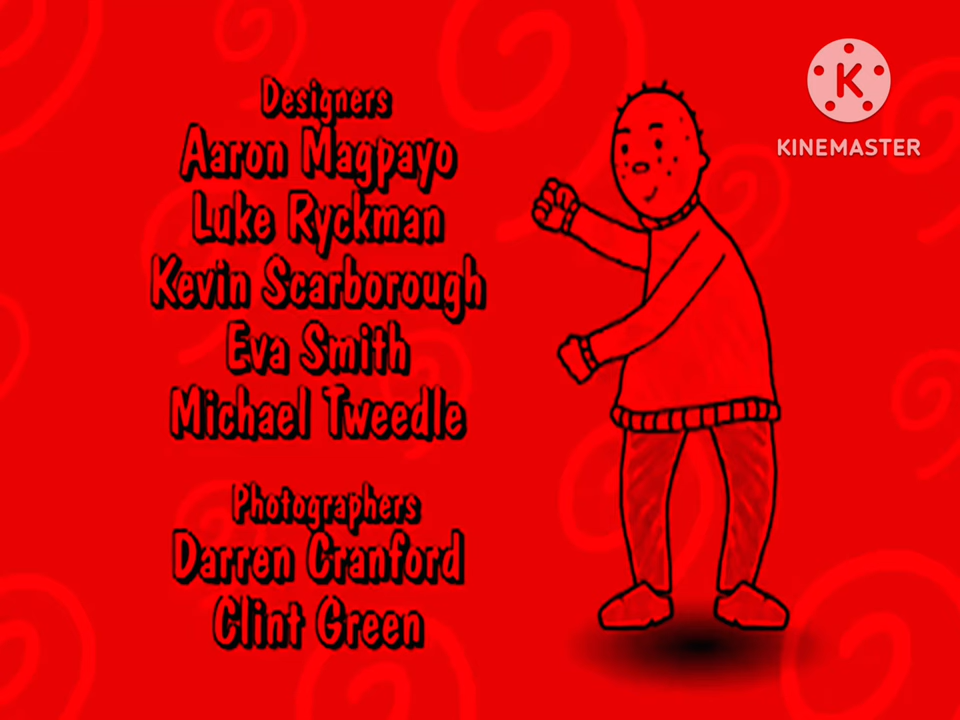 Designers
Aaron Magpayo
Luke Ryckman
Kevin Scarborough
Eva Smith
Michael Tweedle
Photographers
Darren Cranford
Clint Green
K
KINEMASTER